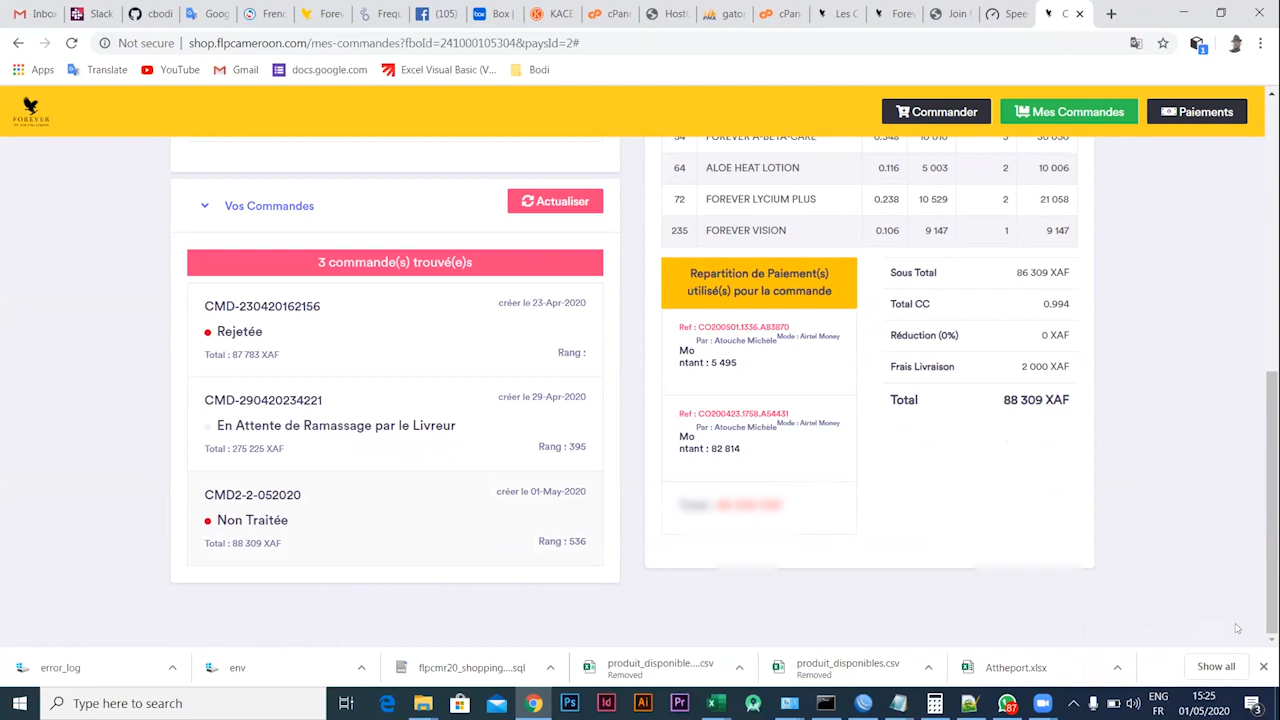 Inbox
Slack
Goog
Frequ
Forev
Frequ
(105)
Box
KACE
cPane
Host
gator
cPane
Les C
Forev
Join
Spee
C
Not secure | shop.flpcameroon.com/mes-commandes?fboId=241000105304&paysId=2#
Apps Translate YouTube Gmail docs.google.com Excel Visual Basic (V... Bodi
FOREVER
Commander Mes Commandes Paiements
Vos Commandes
Actualiser
3 commande(s) trouvé(e)s
CMD-230420162156 créer le 23-Apr-2020
Rejetée
Total : 87 783 XAF Rang :
CMD-290420234221 créer le 29-Apr-2020
En Attente de Ramassage par le Livreur
Total : 275 225 XAF Rang : 395
CMD2-2-052020 créer le 01-May-2020
Non Traitée
Total : 88 309 XAF Rang : 536
64 ALOE HEAT LOTION 0.116 5 003 2 10 006
72 FOREVER LYCIUM PLUS 0.238 10 529 2 21 058
235 FOREVER VISION 0.106 9 147 1 9 147
Repartition de Paiement(s)
utilisé(s) pour la commande
Ref : CO200501.1336.A83870
Par : Atouche Michèle Mode : Airtel Money
Mo
ntant : 5 495
Ref : CO200423.1758.A54431
Par : Atouche Michèle Mode : Airtel Money
Mo
ntant : 82 814
Sous Total 86 309 XAF
Total CC 0.994
Réduction (0%) 0 XAF
Frais Livraison 2 000 XAF
Total 88 309 XAF
error_log
env
flpcmr20_shopping....sql
produit_disponible....csv
Removed
produit_disponibles.csv
Removed
Attheport.xlsx
Show all
Type here to search
87
ENG
FR
15:25
01/05/2020
3